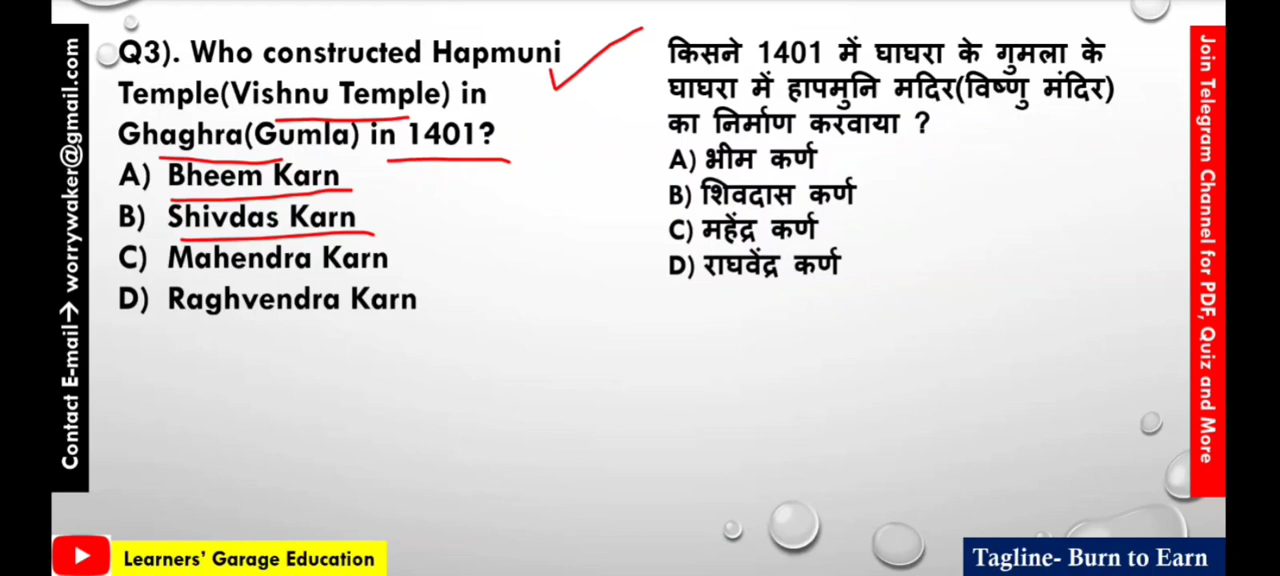 Contact E-mail→ worrywaker@gmail.com
Q3). Who constructed Hapmuni
Temple(Vishnu Temple) in
Ghaghra(Gumla) in 1401?
A) Bheem Karn
B) Shivdas Karn
C) Mahendra Karn
D) Raghvendra Karn
किसने 1401 में घाघरा के गुमला के
घाघरा में हापमुनि मदिर(विष्णु मंदिर)
का निर्माण करवाया ?
A) भीम कर्ण
B) शिवदास कर्ण
C) महेंद्र कर्ण
D) राघवेंद्र कर्ण
Join Telegram Channel for PDF, Quiz and More
Learners’ Garage Education
Tagline- Burn to Earn